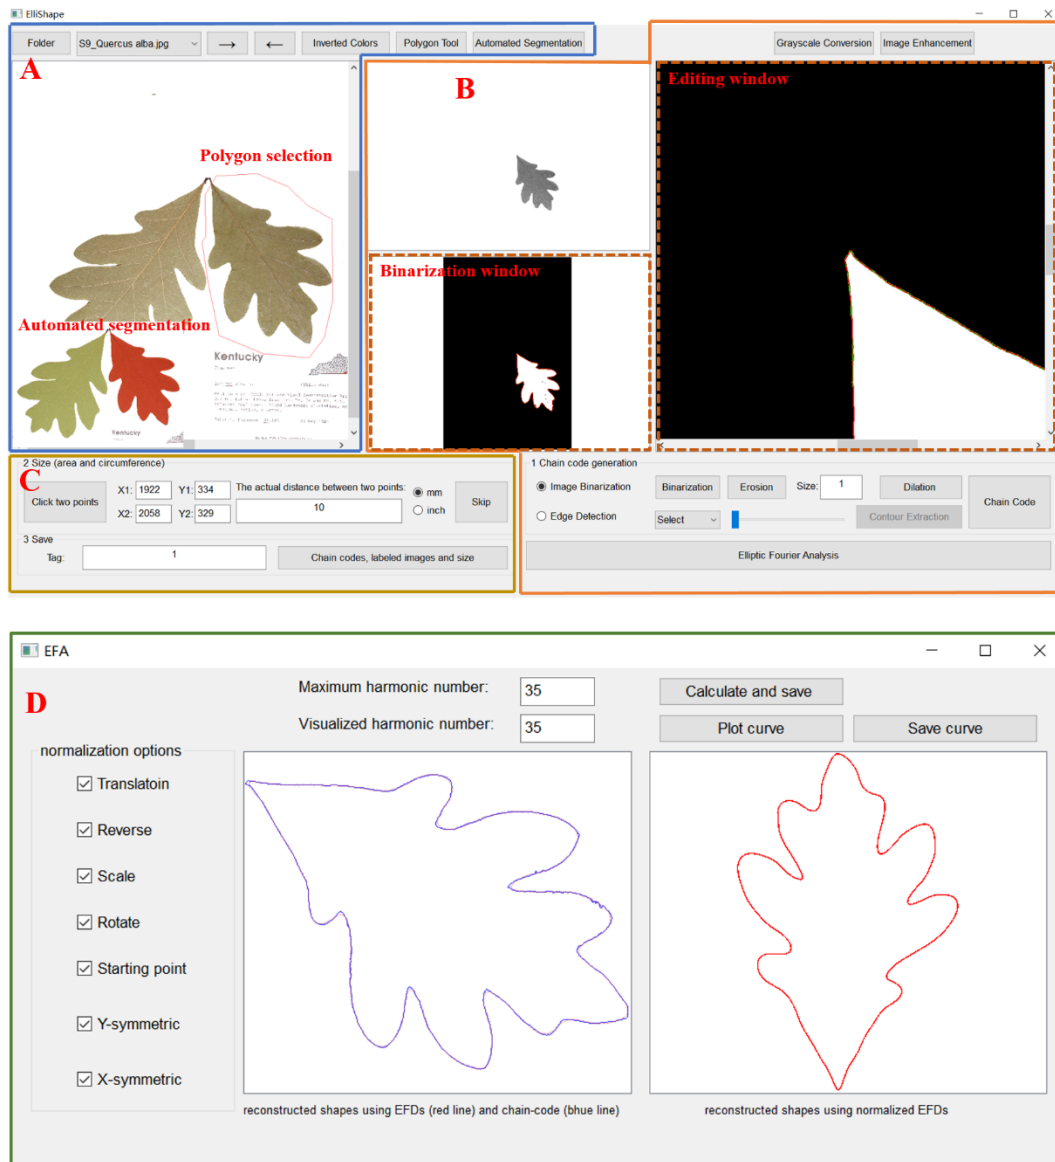 ElliShape
Folder
S9_Quercus alba.jpg
→
←
Inverted Colors
Polygon Tool
Automated Segmentation
Grayscale Conversion
Image Enhancement
A
Polygon selection
Automated segmentation
Kentucky
Kentucky
B
Binarization window
Editing window
2 Size (area and circumference)
C
Click two points
X1: 1922 Y1: 334
X2: 2058 Y2: 329
The actual distance between two points:
10
mm
inch
Skip
3 Save
Tag: 1
Chain codes, labeled images and size
1 Chain code generation
Image Binarization
Binarization
Erosion
Size: 1
Dilation
Chain Code
Edge Detection
Select
Contour Extraction
Elliptic Fourier Analysis
EFA
D
Maximum harmonic number: 35
Calculate and save
Visualized harmonic number: 35
Plot curve
Save curve
normalization options
Translatoin
Reverse
Scale
Rotate
Starting point
Y-symmetric
X-symmetric
reconstructed shapes using EFDs (red line) and chain-code (bhue line)
reconstructed shapes using normalized EFDs